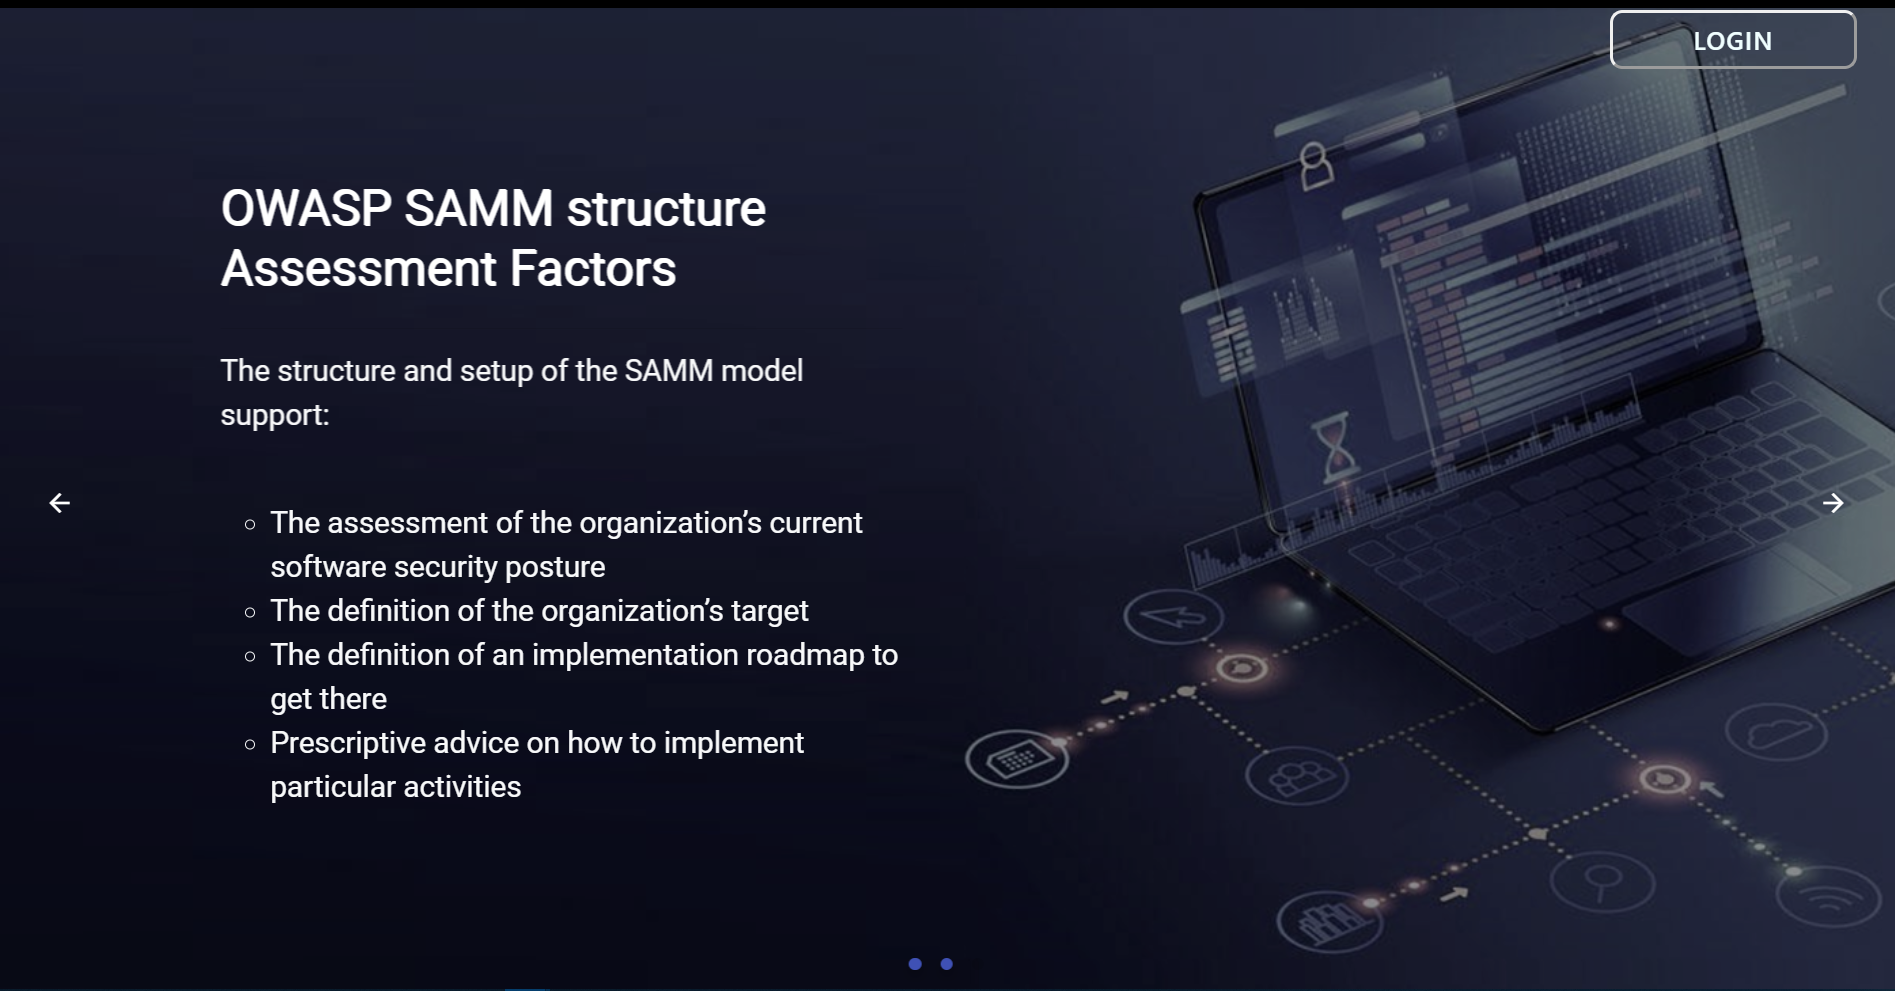 LOGIN
OWASP SAMM structure
Assessment Factors
The structure and setup of the SAMM model
support:
The assessment of the organization’s current
software security posture
The definition of the organization’s target
The definition of an implementation roadmap to
get there
Prescriptive advice on how to implement
particular activities